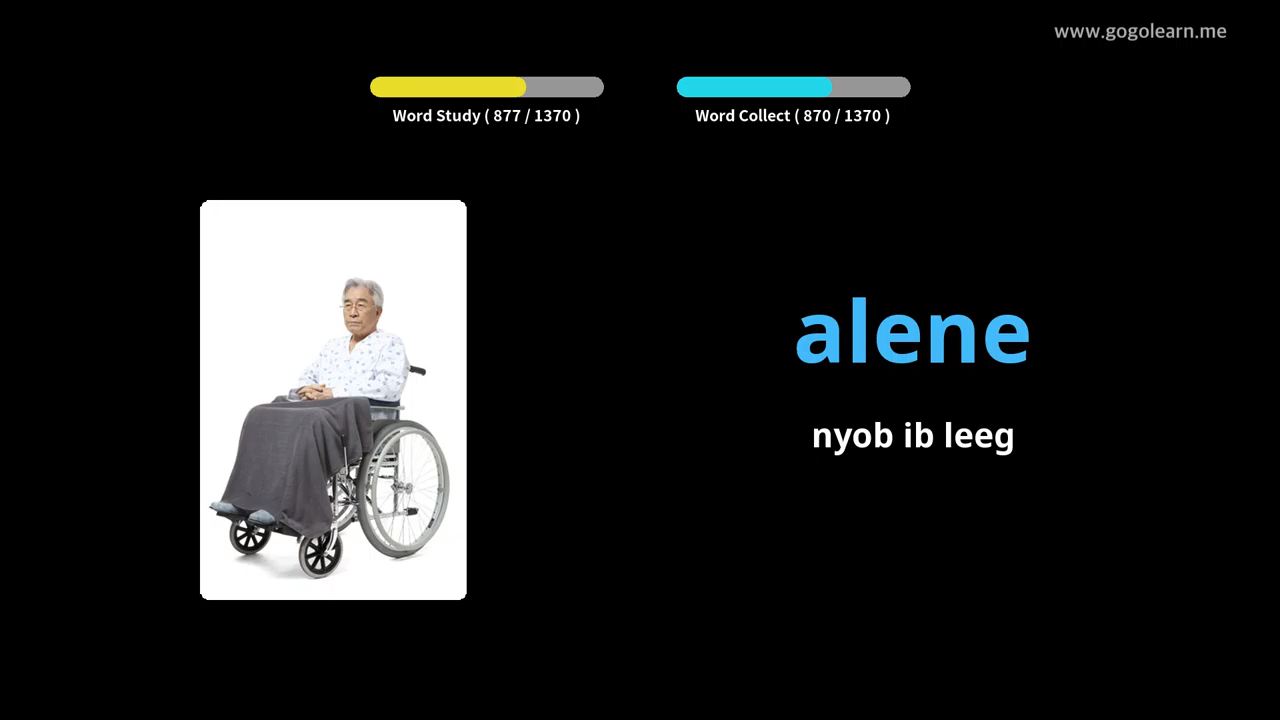 www.gogolearn.me
Word Study ( 877 / 1370 )
Word Collect ( 870 / 1370 )
alene
nyob ib leeg